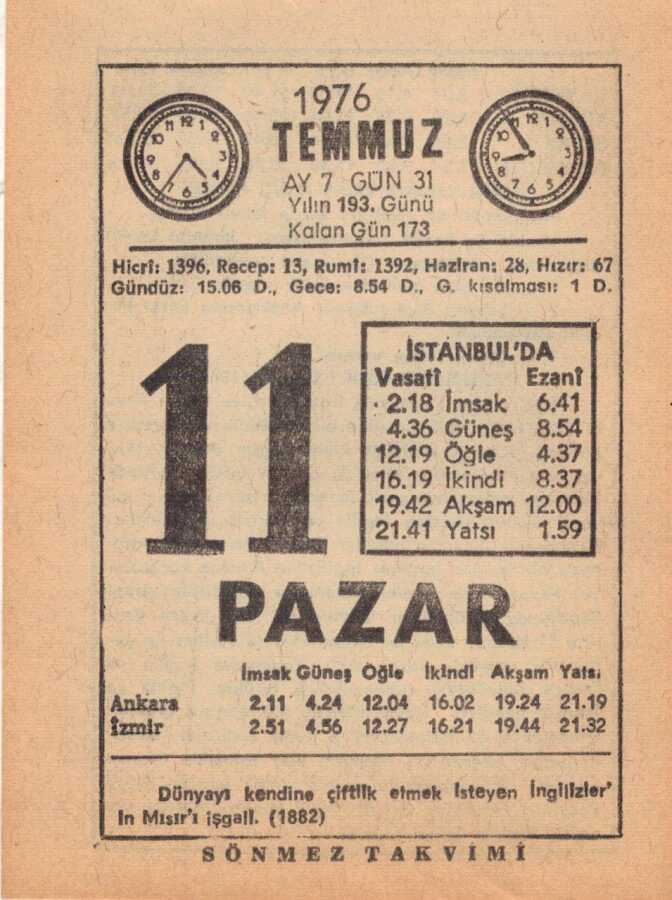 1976
TEMMUZ
AY 7 GÜN 31
Yılın 193. Günü
Kalan Gün 173
Hicrî: 1396, Recep: 13, Rumî: 1392, Haziran: 28, Hızır: 67
Gündüz: 15.06 D., Gece: 8.54 D., G. kısalması: 1 D.
11
İSTANBUL'DA
Vasatî Ezanî
2.18 İmsak 6.41
4.36 Güneş 8.54
12.19 Öğle 4.37
16.19 İkindi 8.37
19.42 Akşam 12.00
21.41 Yatsı 1.59
PAZAR
İmsak Güneş Öğle İkindi Akşam Yatsı
Ankara 2.11 4.24 12.04 16.02 19.24 21.19
İzmir 2.51 4.56 12.27 16.21 19.44 21.32
Dünyayı kendine çiftlik etmek isteyen İngilizler'
in Mısır'ı işgali. (1882)
SÖNMEZ TAKVİMİ